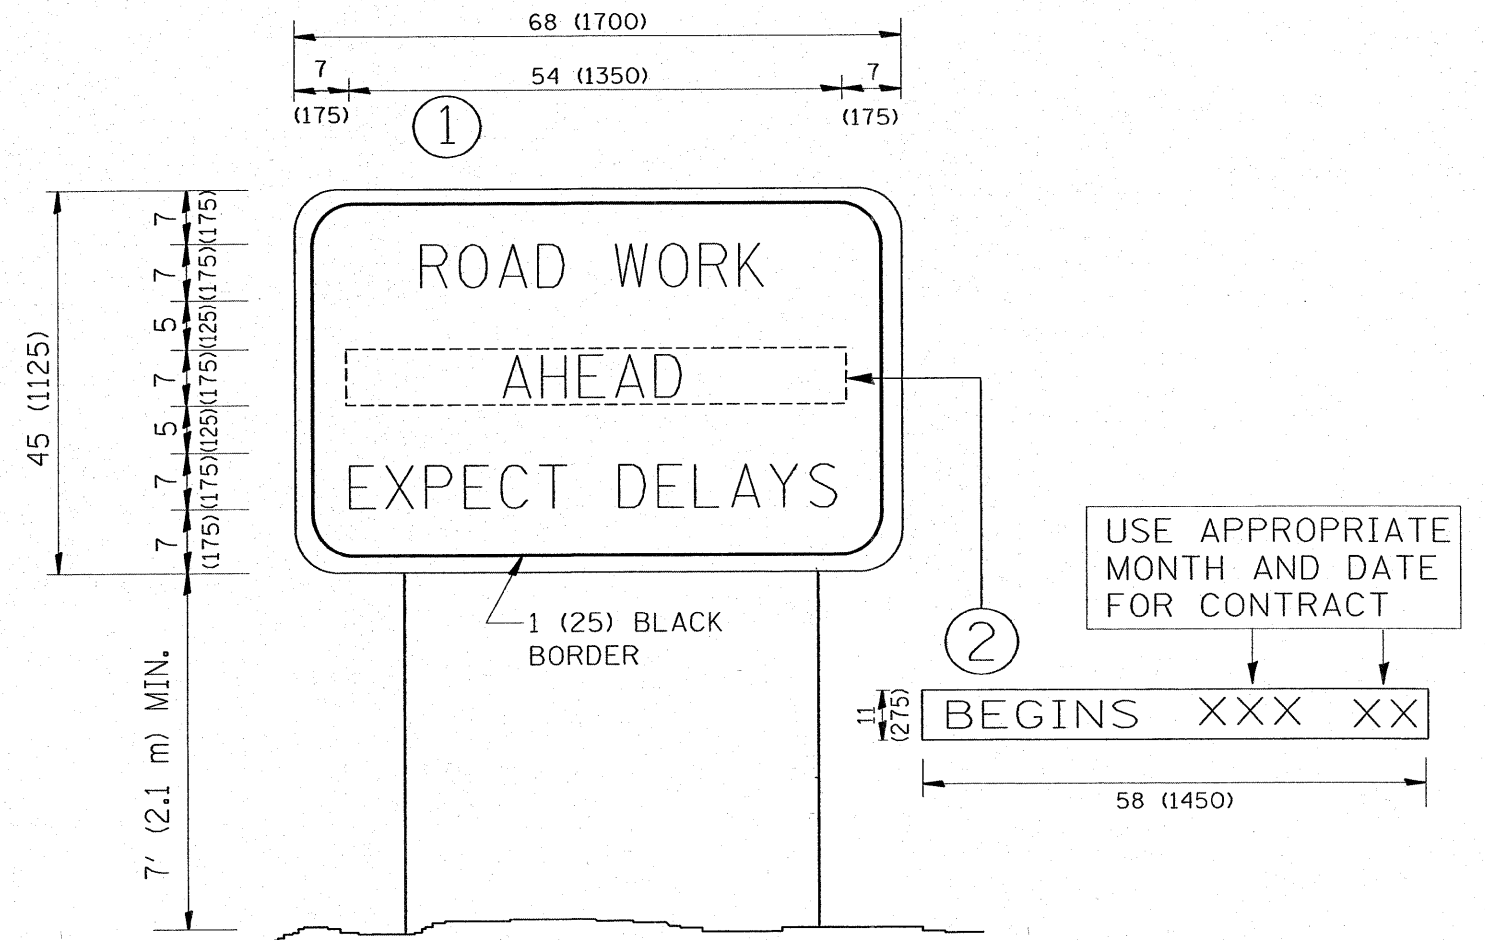 68 (1700)
7
54 (1350)
7
(175)
(175)
1
45 (1125)
7
(175)
7
(175)
5
(125)
7
(175)
5
(125)
7
(175)
7
(175)
ROAD WORK
AHEAD
EXPECT DELAYS
1 (25) BLACK
BORDER
7' (2.1 m) MIN.
2
USE APPROPRIATE
MONTH AND DATE
FOR CONTRACT
11
(275)
BEGINS XXX XX
58 (1450)